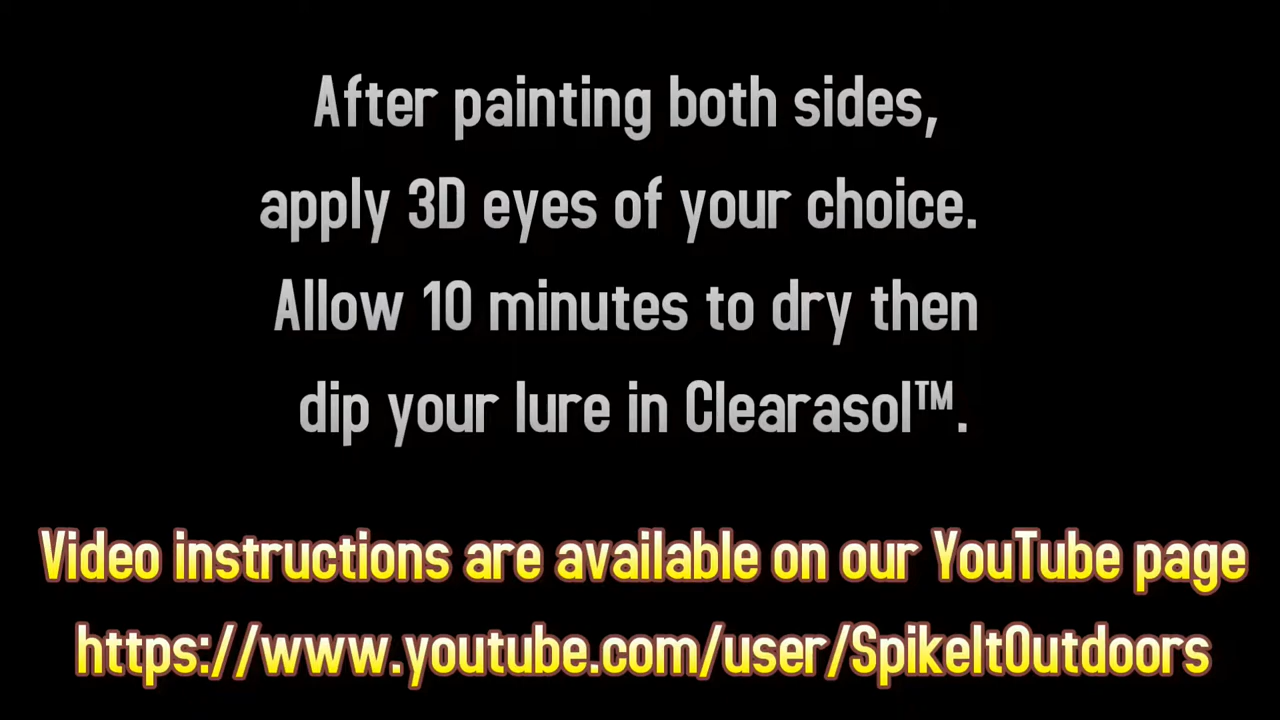 After painting both sides,
apply 3D eyes of your choice.
Allow 10 minutes to dry then
dip your lure in Clearasol™.
Video instructions are available on our YouTube page
https://www.youtube.com/user/SpikeItOutdoors